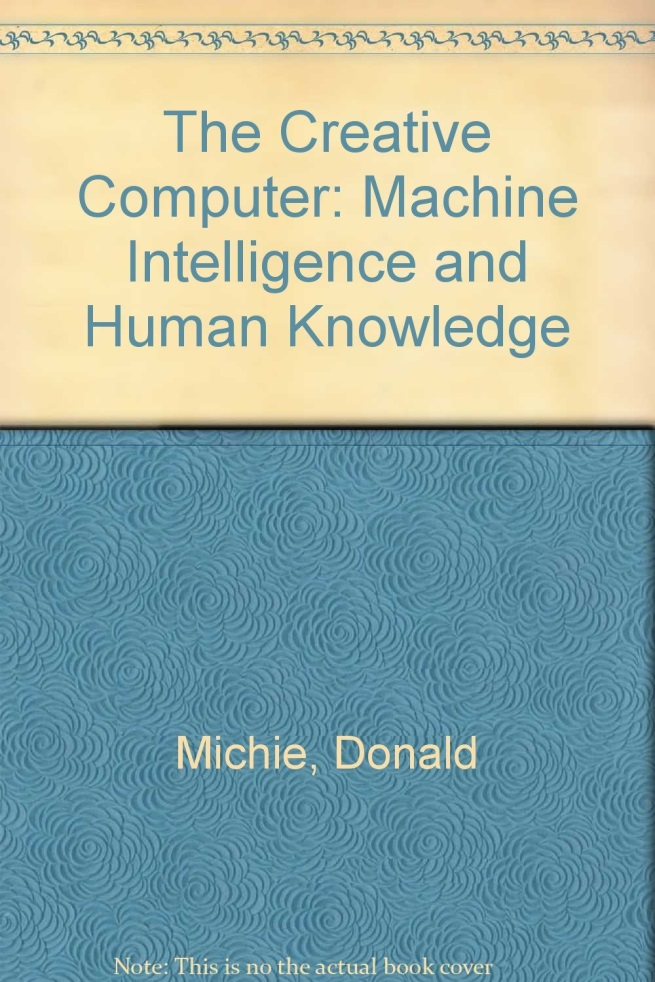 The Creative
Computer: Machine
Intelligence and
Human Knowledge
Michie, Donald
Note: This is no the actual book cover